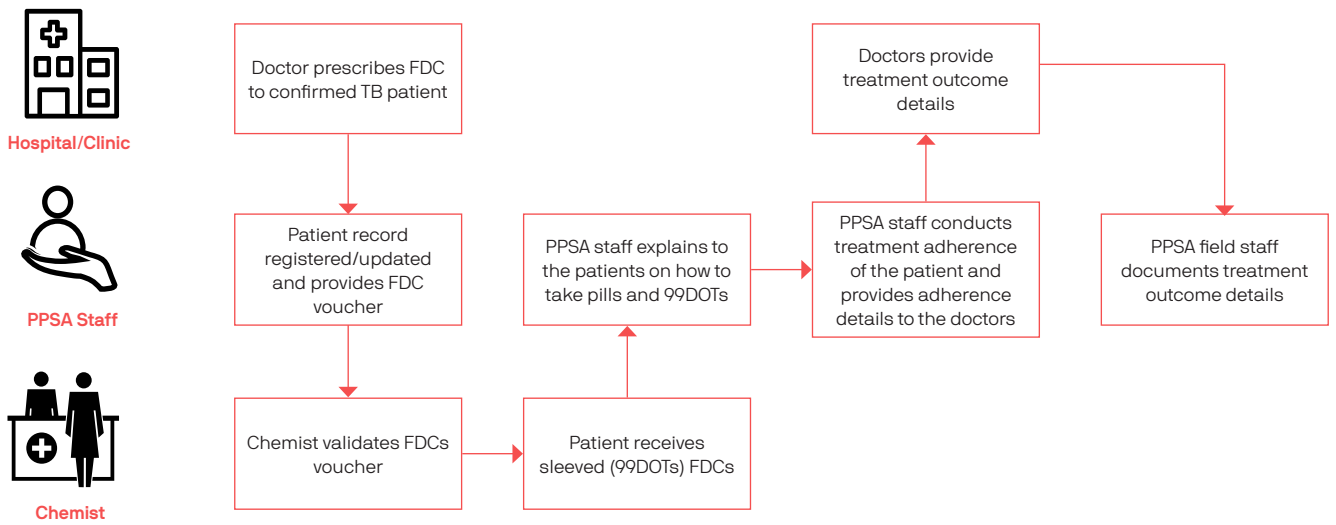 Hospital/Clinic
PPSA Staff
Chemist
Doctor prescribes FDC
to confirmed TB patient
Patient record
registered/updated
and provides FDC
voucher
Chemist validates FDCs
voucher
Patient receives
sleeved (99DOTs) FDCs
PPSA staff explains to
the patients on how to
take pills and 99DOTs
PPSA staff conducts
treatment adherence
of the patient and
provides adherence
details to the doctors
Doctors provide
treatment outcome
details
PPSA field staff
documents treatment
outcome details